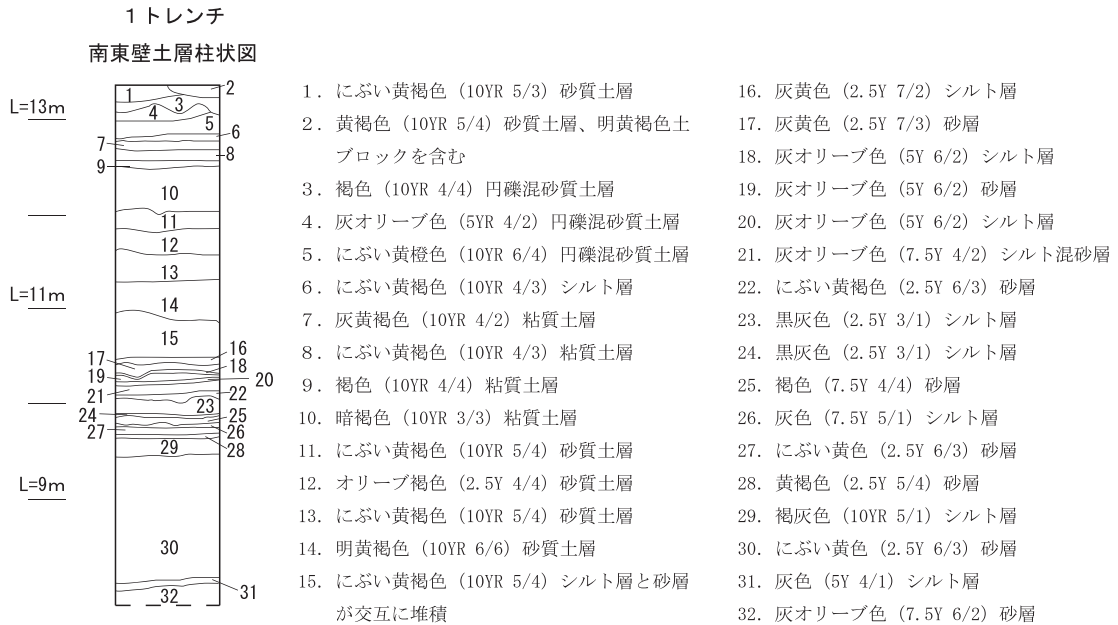 1トレンチ
南東壁土層柱状図
L=13m
L=11m
L=9m
1
2
3
4
5
6
7
8
9
10
11
12
13
14
15
16
17
18
19
20
21
22
23
24
25
26
27
28
29
30
31
32
1. にぶい黄褐色(10YR 5/3)砂質土層
2. 黄褐色(10YR 5/4)砂質土層、明黄褐色土
ブロックを含む
3. 褐色(10YR 4/4)円礫混砂質土層
4. 灰オリーブ色(5YR 4/2)円礫混砂質土層
5. にぶい黄橙色(10YR 6/4)円礫混砂質土層
6. にぶい黄褐色(10YR 4/3)シルト層
7. 灰黄褐色(10YR 4/2)粘質土層
8. にぶい黄褐色(10YR 4/3)粘質土層
9. 褐色(10YR 4/4)粘質土層
10. 暗褐色(10YR 3/3)粘質土層
11. にぶい黄褐色(10YR 5/4)砂質土層
12. オリーブ褐色(2.5Y 4/4)砂質土層
13. にぶい黄褐色(10YR 5/4)砂質土層
14. 明黄褐色(10YR 6/6)砂質土層
15. にぶい黄褐色(10YR 5/4)シルト層と砂層
が交互に堆積
16. 灰黄色(2.5Y 7/2)シルト層
17. 灰黄色(2.5Y 7/3)砂層
18. 灰オリーブ色(5Y 6/2)シルト層
19. 灰オリーブ色(5Y 6/2)砂層
20. 灰オリーブ色(5Y 6/2)シルト層
21. 灰オリーブ色(7.5Y 4/2)シルト混砂層
22. にぶい黄褐色(2.5Y 6/3)砂層
23. 黒灰色(2.5Y 3/1)シルト層
24. 黒灰色(2.5Y 3/1)シルト層
25. 褐色(7.5Y 4/4)砂層
26. 灰色(7.5Y 5/1)シルト層
27. にぶい黄色(2.5Y 6/3)砂層
28. 黄褐色(2.5Y 5/4)砂層
29. 褐灰色(10YR 5/1)シルト層
30. にぶい黄色(2.5Y 6/3)砂層
31. 灰色(5Y 4/1)シルト層
32. 灰オリーブ色(7.5Y 6/2)砂層